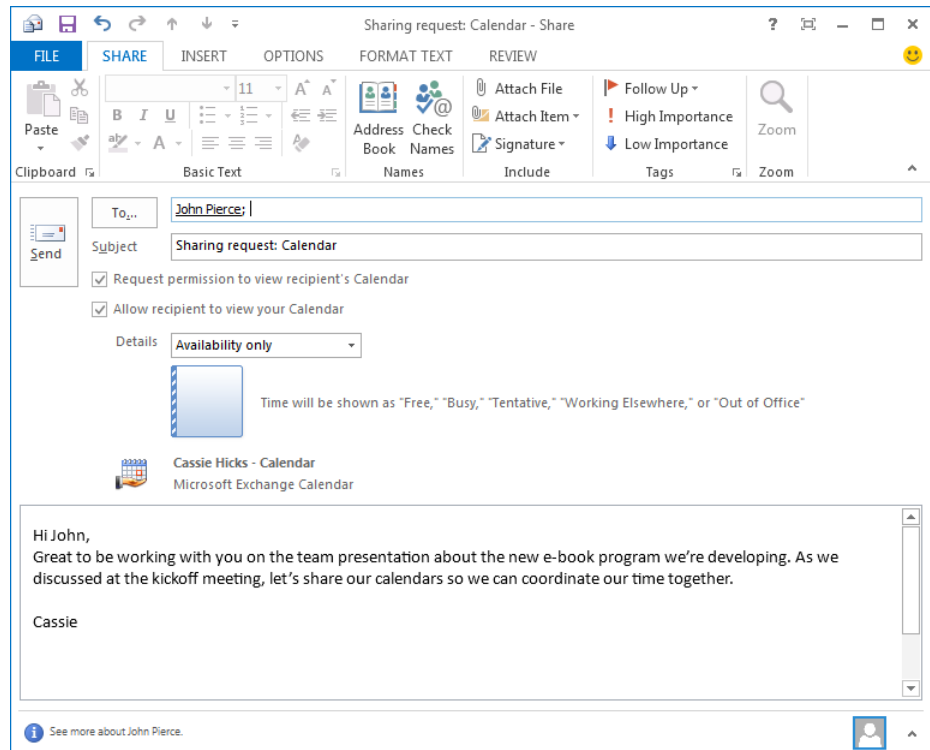 Sharing request: Calendar - Share
?
FILE SHARE INSERT OPTIONS FORMAT TEXT REVIEW
Paste
11 A A
B I U
ab A
Clipboard
Basic Text
Address Book
Check Names
Names
Attach File
Attach Item
Signature
Include
Follow Up
High Importance
Low Importance
Tags
Zoom
Zoom
Send
To...
John Pierce;
Subject
Sharing request: Calendar
Request permission to view recipient's Calendar
Allow recipient to view your Calendar
Details
Availability only
Time will be shown as "Free," "Busy," "Tentative," "Working Elsewhere," or "Out of Office"
Cassie Hicks - Calendar
Microsoft Exchange Calendar
Hi John,
Great to be working with you on the team presentation about the new e-book program we're developing. As we
discussed at the kickoff meeting, let's share our calendars so we can coordinate our time together.
Cassie
See more about John Pierce.